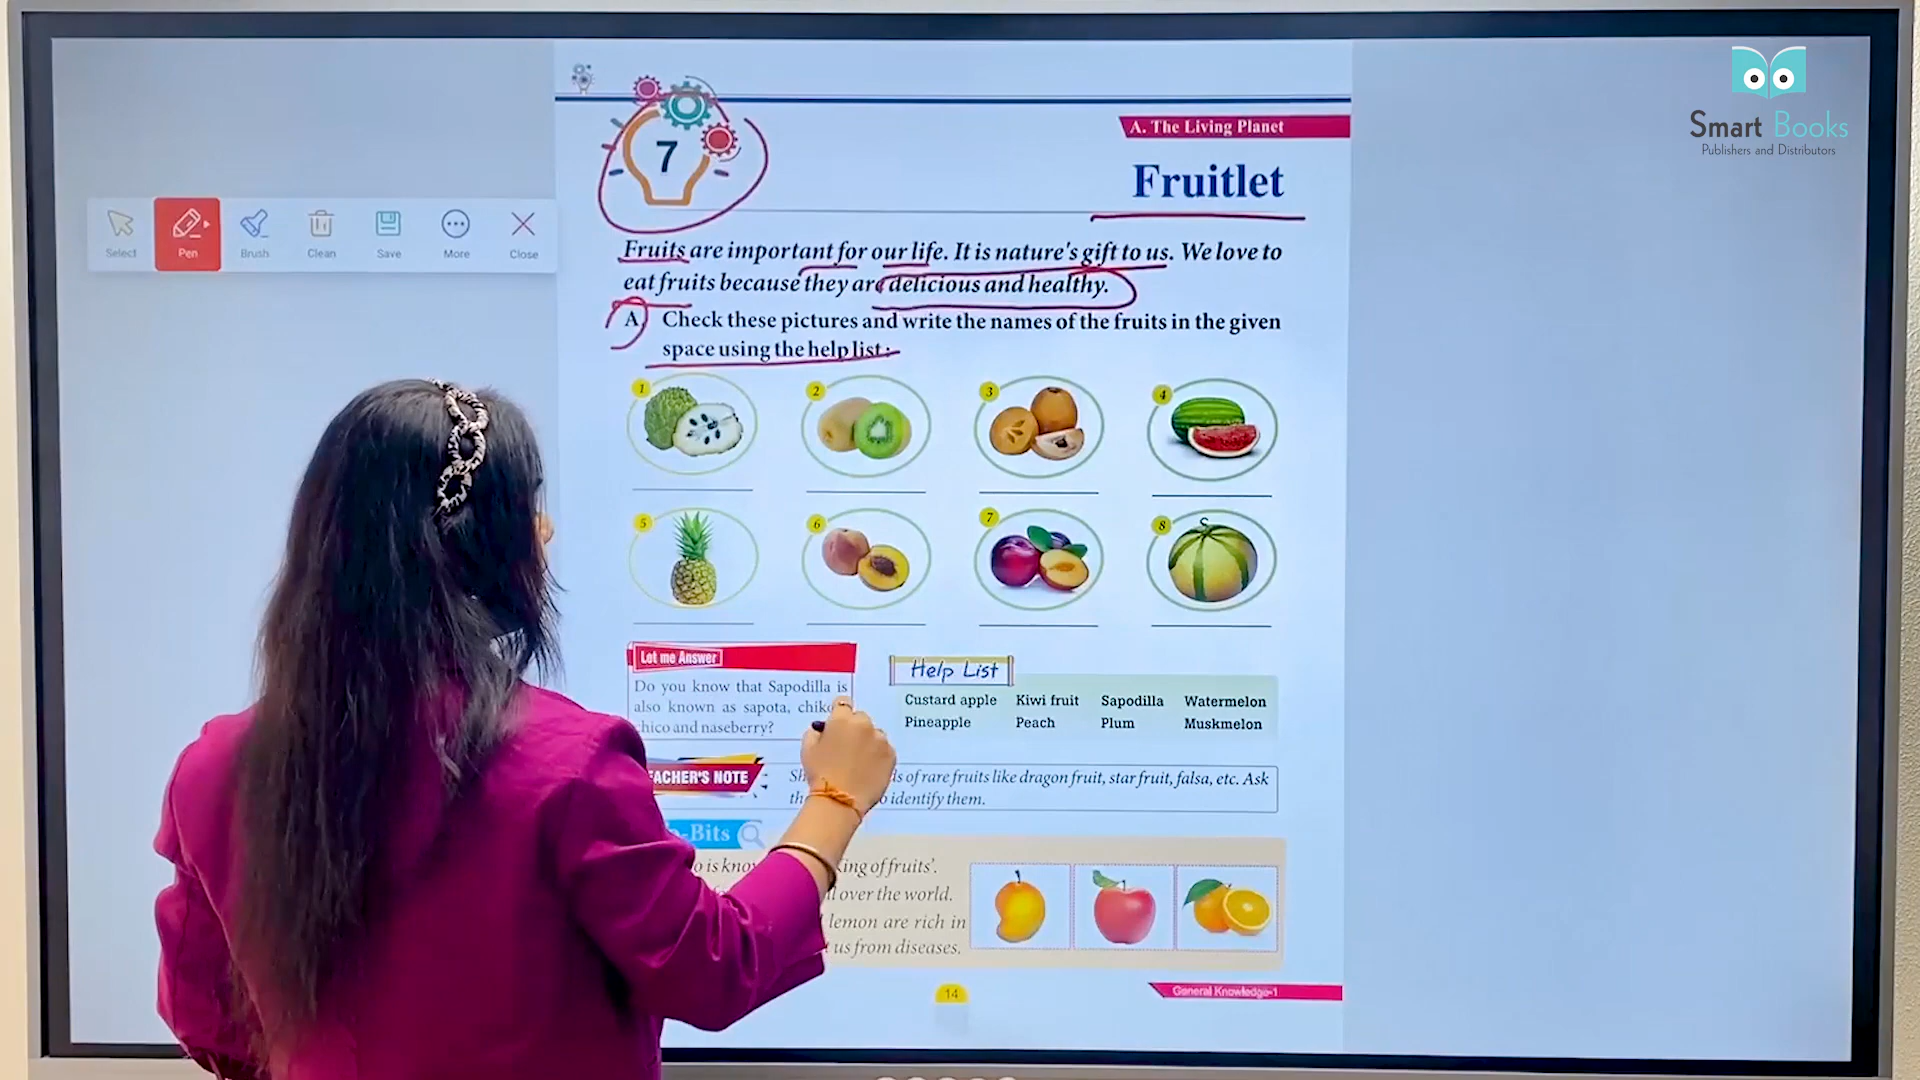 Smart Books
Publishers and Distributors
A. The Living Planet
7
Fruitlet
Select
Pen
Brush
Clean
Save
More
Close
Fruits are important for our life. It is nature's gift to us. We love to
eat fruits because they are delicious and healthy.
A. Check these pictures and write the names of the fruits in the given
space using the help list:
1
2
3
4
5
6
7
8
Let me Answer
Do you know that Sapodilla is
also known as sapota, chiko
chico and naseberry?
Help List
Custard apple Kiwi fruit Sapodilla Watermelon
Pineapple Peach Plum Muskmelon
TEACHER'S NOTE
of rare fruits like dragon fruit, star fruit, falsa, etc. Ask
identify them.
-Bits
is King of fruits'.
over the world.
lemon are rich in
us from diseases.
14
General Knowledge-1